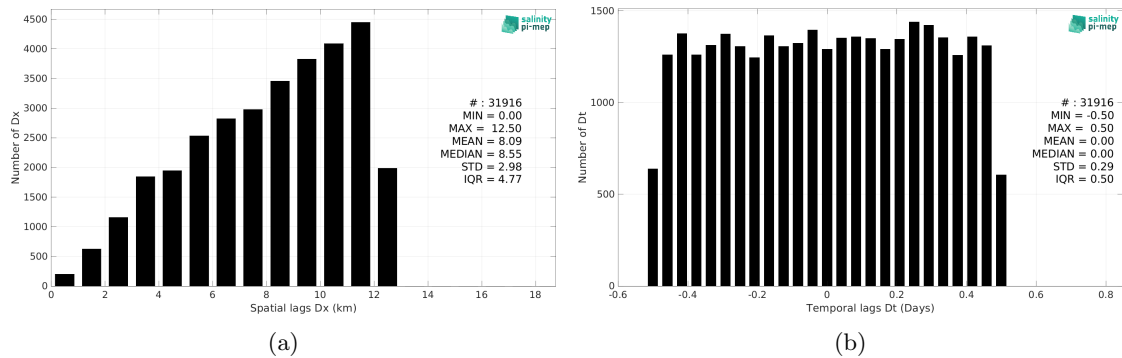 4500
4000
3500
3000
2500
2000
1500
1000
500
0
Number of Dx
salinity
pi-mep
# : 31916
MIN = 0.00
MAX = 12.50
MEAN = 8.09
MEDIAN = 8.55
STD = 2.98
IQR = 4.77
0 2 4 6 8 10 12 14 16 18
Spatial lags Dx (km)
(a)
1500
1000
500
0
Number of Dt
salinity
pi-mep
# : 31916
MIN = -0.50
MAX = 0.50
MEAN = 0.00
MEDIAN = 0.00
STD = 0.29
IQR = 0.50
-0.6 -0.4 -0.2 0 0.2 0.4 0.6 0.8
Temporal lags Dt (Days)
(b)